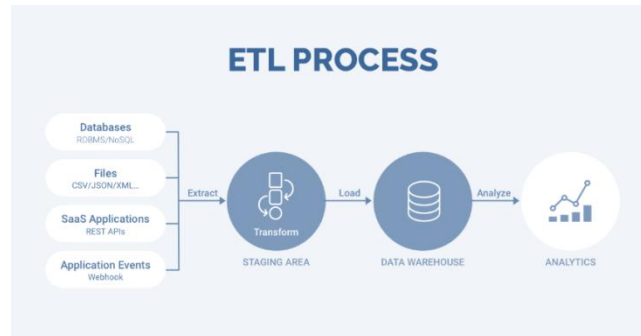 ETL PROCESS
Databases
RDBMS/NoSQL
Files
CSV/JSON/XML...
SaaS Applications
REST APIs
Application Events
Webhook
Extract
Transform
STAGING AREA
Load
DATA WAREHOUSE
Analyze
ANALYTICS